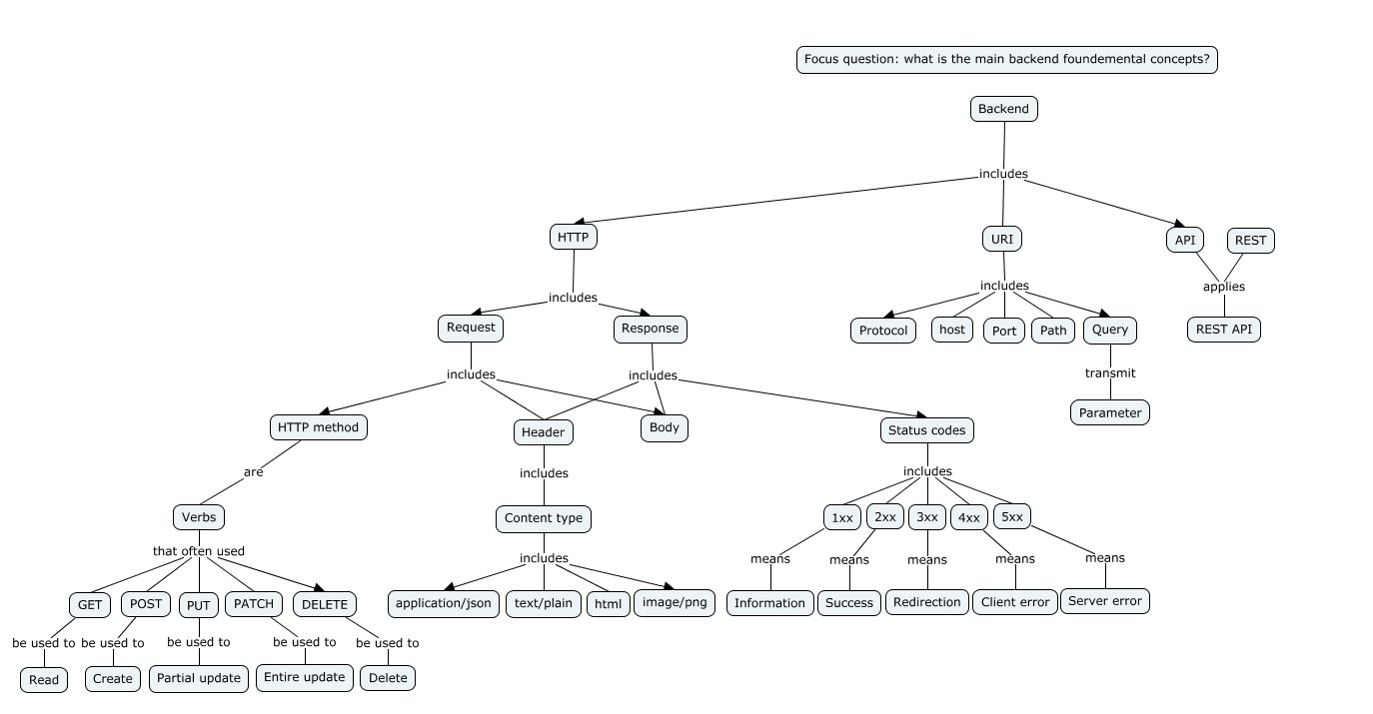 Focus question: what is the main backend foundemental concepts?
Backend
includes
HTTP
URI
API
REST
includes
includes
applies
Request
Response
Protocol
host
Port
Path
Query
REST API
includes
includes
transmit
HTTP method
Header
Body
Status codes
Parameter
are
includes
includes
Verbs
Content type
1xx
2xx
3xx
4xx
5xx
that often used
includes
means
means
means
means
means
GET
POST
PUT
PATCH
DELETE
application/json
text/plain
html
image/png
Information
Success
Redirection
Client error
Server error
be used to
be used to
be used to
be used to
be used to
Read
Create
Partial update
Entire update
Delete